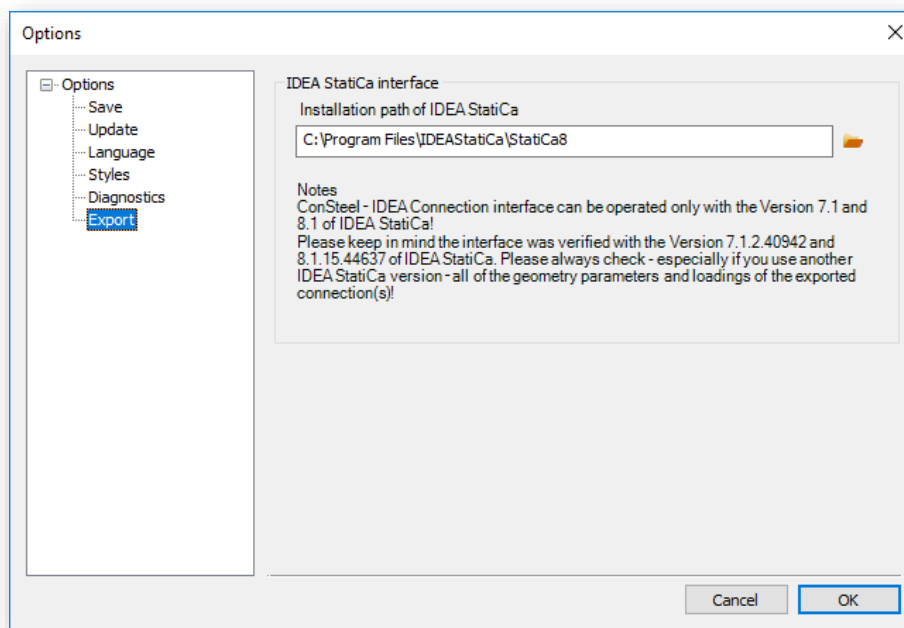 Options
Options
Save
Update
Language
Styles
Diagnostics
Export
IDEA StatiCa interface
Installation path of IDEA StatiCa
C:\Program Files\IDEAStatiCa\StatiCa8
Notes
ConSteel - IDEA Connection interface can be operated only with the Version 7.1 and
8.1 of IDEA StatiCa!
Please keep in mind the interface was verified with the Version 7.1.2.40942 and
8.1.15.44637 of IDEA StatiCa. Please always check - especially if you use another
IDEA StatiCa version - all of the geometry parameters and loadings of the exported
connection(s)!
Cancel
OK